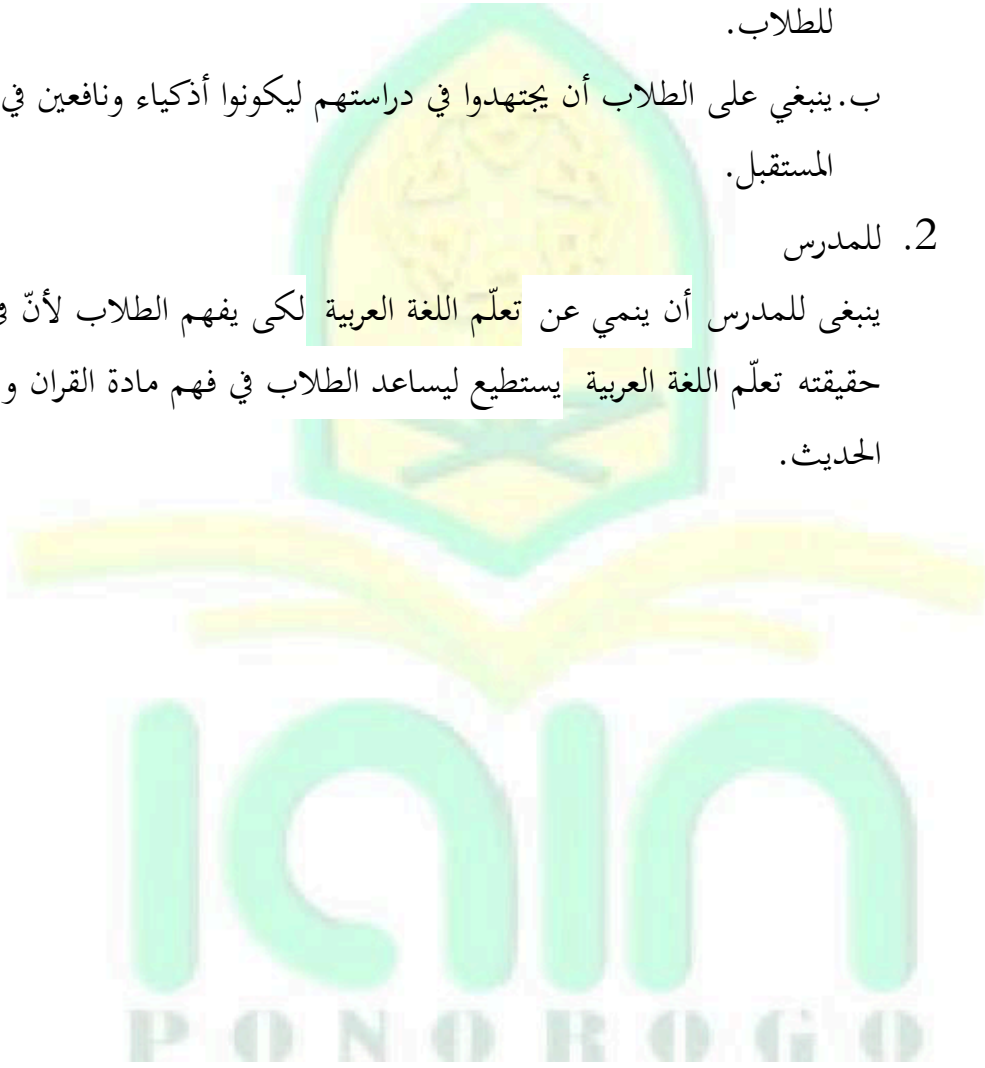 للطلاب.
ب. ينبغي على الطلاب أن يجتهدوا في دراستهم ليكونوا أذكياء ونافعين في
المستقبل.
2. للمدرس
ينبغى للمدرس أن ينمي عن تعلّم اللغة العربية لكى يفهم الطلاب لأنّ
حقيقته تعلّم اللغة العربية يستطيع ليساعد الطلاب في فهم مادة القران و
الحديث.
iain
PONOROGO